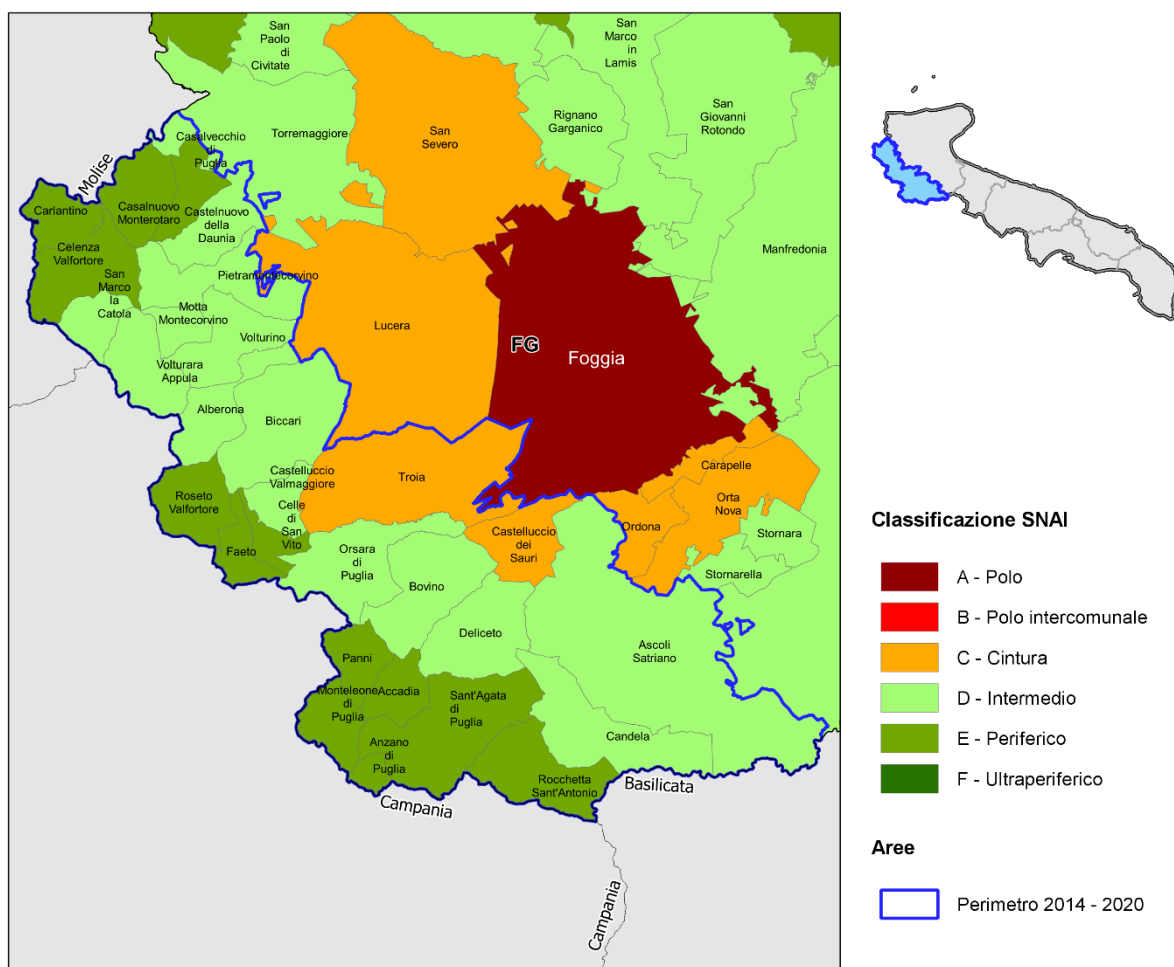 San
Paolo
di
Civitate
San
Marco
in
Lamis
San
Giovanni
Rotondo
Rignano
Garganico
San
Severo
Torremaggiore
Casalvecchio
di
Puglia
Molise
Carlantino
Casalnuovo
Monterotaro
Castelnuovo
della
Daunia
Celenza
Valfortore
San
Marco
la
Catola
Pietramontecorvino
Manfredonia
Motta
Montecorvino
Volturino
Lucera
FG
Foggia
Volturara
Appula
Alberona
Biccari
Castelluccio
Valmaggiore
Troia
Carapelle
Orta
Nova
Roseto
Valfortore
Celle
di
San
Vito
Faeto
Castelluccio
dei
Sauri
Ordona
Stornara
Stornarella
Orsara
di
Puglia
Bovino
Deliceto
Ascoli
Satriano
Panni
Monteleone
di
Puglia
Accadia
Sant'Agata
di
Puglia
Anzano
di
Puglia
Candela
Rocchetta
Sant'Antonio
Basilicata
Campania
Campania
Classificazione SNAI
A - Polo
B - Polo intercomunale
C - Cintura
D - Intermedio
E - Periferico
F - Ultraperiferico
Aree
Perimetro 2014 - 2020